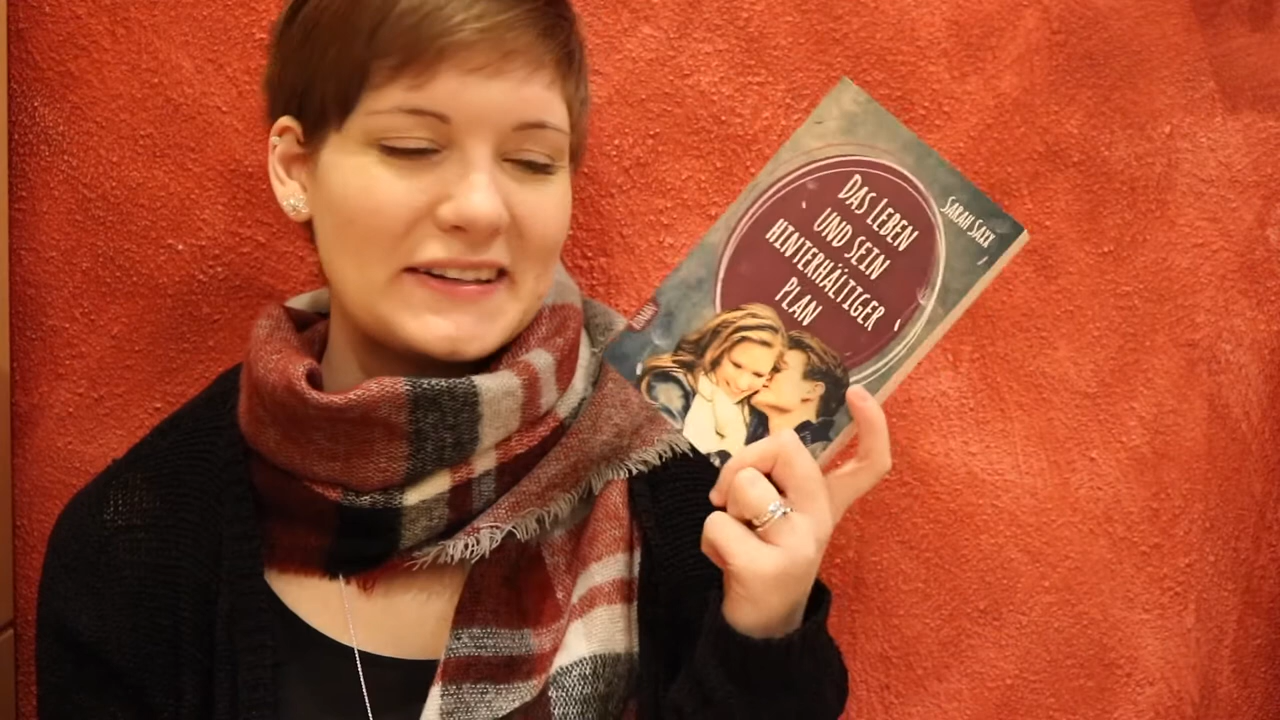 DAS LEBEN
UND SEIN
HINTERHÄLTIGER
PLAN
SARAH SAXX